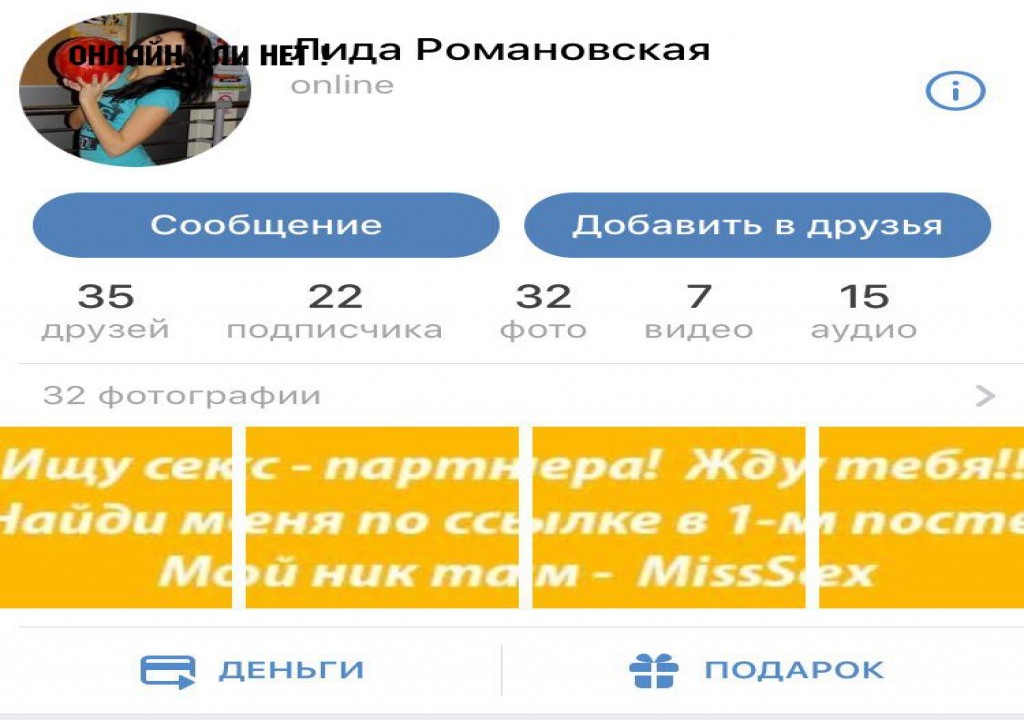 ОНЛАЙН ИЛИ НЕТ !
Лида Романовская
online
Сообщение
Добавить в друзья
35 22 32 7 15
друзей подписчика фото видео аудио
32 фотографии
Ищу секс - партнера! Жду тебя!!
Найди меня по ссылке в 1-м посте
Мой ник там - MissSex
ДЕНЬГИ
ПОДАРОК